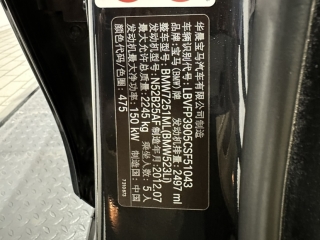 华晨宝马汽车有限公司制造
车辆识别代号: LBVFP3905CSF51043
品牌: 宝马(BMW)牌 发动机排量: 2497 ml
整车型号: BMW7251MI(BMW523Li)
发动机型号: N52B25AF 制造年月: 2012.07
最大允许总质量: 2245 kg 乘坐人数: 5 人
发动机最大净功率: 150 kW 制造国: 中国
颜色代码/色圈: 475